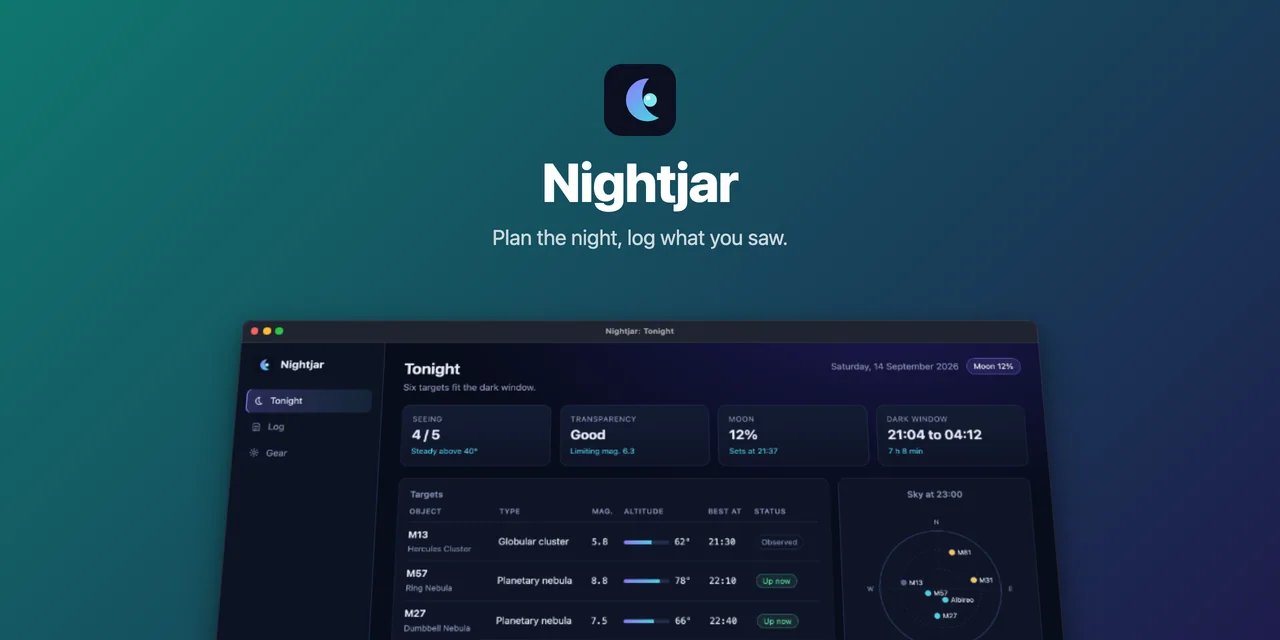 Nightjar
Plan the night, log what you saw.
Nightjar: Tonight
Nightjar
Tonight
Log
Gear
Tonight
Six targets fit the dark window.
Saturday, 14 September 2026
Moon 12%
SEEING
4 / 5
Steady above 40°
TRANSPARENCY
Good
Limiting mag. 6.3
MOON
12%
Sets at 21:37
DARK WINDOW
21:04 to 04:12
7 h 8 min
Targets
OBJECT TYPE MAG. ALTITUDE BEST AT STATUS
M13 Globular cluster 5.8 62° 21:30 Observed
Hercules Cluster
M57 Planetary nebula 8.8 78° 22:10 Up now
Ring Nebula
M27 Planetary nebula 7.5 66° 22:40 Up now
Dumbbell Nebula
Sky at 23:00
N
M81
M13
M31
W
E
M57
Albireo
M27